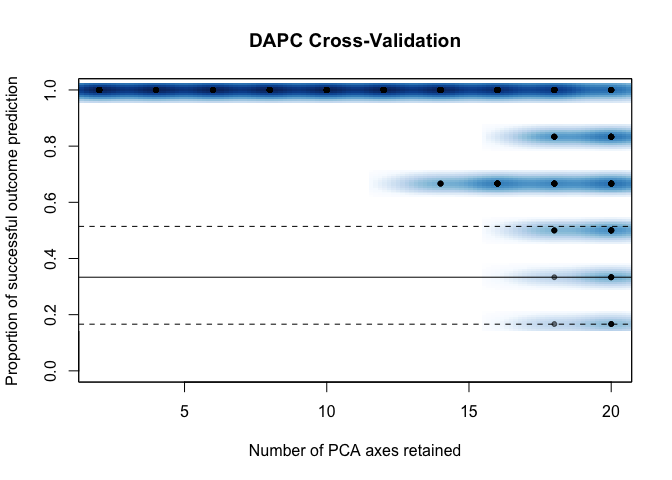 DAPC Cross-Validation
Proportion of successful outcome prediction
1.0
0.8
0.6
0.4
0.2
0.0
5 10 15 20
Number of PCA axes retained